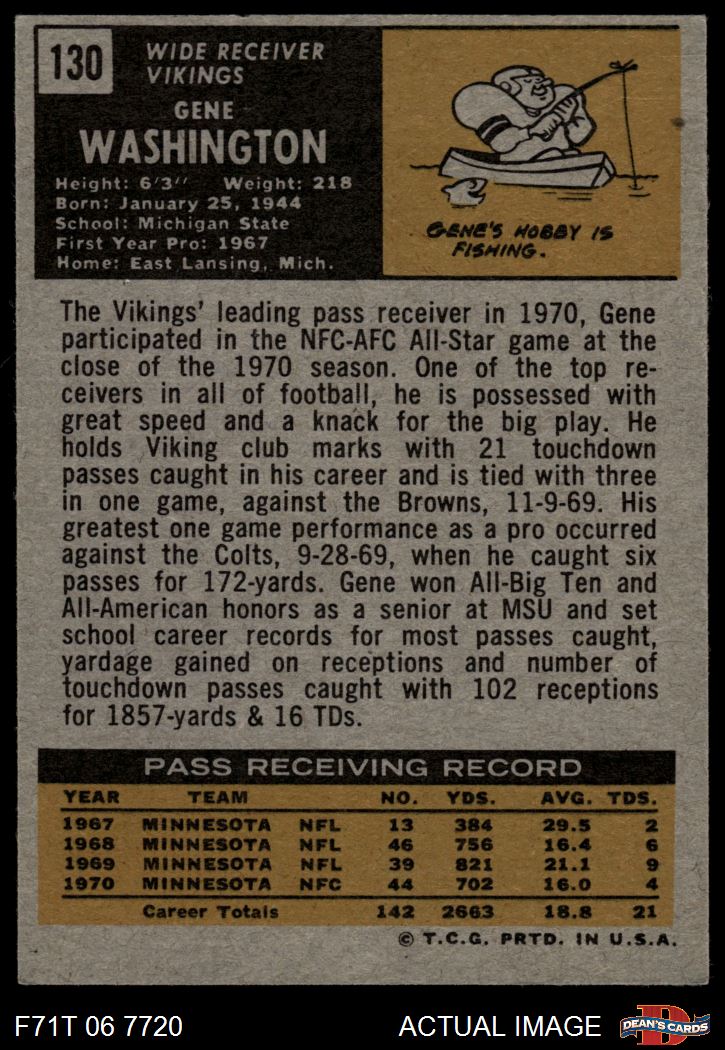 130
WIDE RECEIVER
VIKINGS
GENE
WASHINGTON
Height: 6'3" Weight: 218
Born: January 25, 1944
School: Michigan State
First Year Pro: 1967
Home: East Lansing, Mich.
GENE'S HOBBY IS
FISHING.
The Vikings' leading pass receiver in 1970, Gene
participated in the NFC-AFC All-Star game at the
close of the 1970 season. One of the top re-
ceivers in all of football, he is possessed with
great speed and a knack for the big play. He
holds Viking club marks with 21 touchdown
passes caught in his career and is tied with three
in one game, against the Browns, 11-9-69. His
greatest one game performance as a pro occurred
against the Colts, 9-28-69, when he caught six
passes for 172-yards. Gene won All-Big Ten and
All-American honors as a senior at MSU and set
school career records for most passes caught,
yardage gained on receptions and number of
touchdown passes caught with 102 receptions
for 1857-yards & 16 TDs.
PASS RECEIVING RECORD
YEAR TEAM NO. YDS. AVG. TDS.
1967 MINNESOTA NFL 13 384 29.5 2
1968 MINNESOTA NFL 46 756 16.4 6
1969 MINNESOTA NFL 39 821 21.1 9
1970 MINNESOTA NFC 44 702 16.0 4
Career Totals 142 2663 18.8 21
© T.C.G. PRTD. IN U.S.A.
F71T 06 7720 ACTUAL IMAGE D DEAN'S CARDS